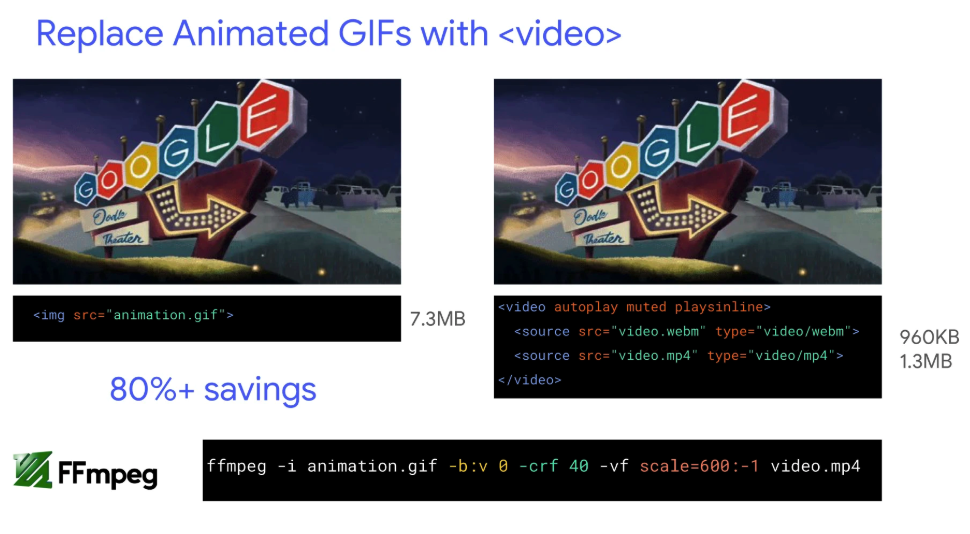 Replace Animated GIFs with <video>
GOOGLE
Oodle
Theater
GOOGLE
Oodle
Theater
<img src="animation.gif">
7.3MB
<video autoplay muted playsinline>
<source src="video.webm" type="video/webm">
<source src="video.mp4" type="video/mp4">
</video>
960KB
1.3MB
80%+ savings
FFmpeg
ffmpeg -i animation.gif -b:v 0 -crf 40 -vf scale=600:-1 video.mp4